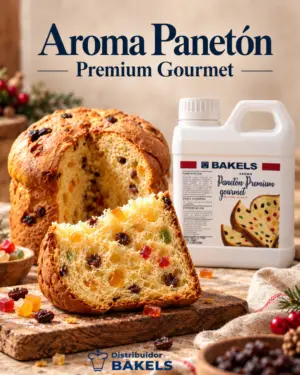 Aroma Panetón
Premium Gourmet
BAKELS
Panetón Premium
gourmet
Distribuidor
BAKELS